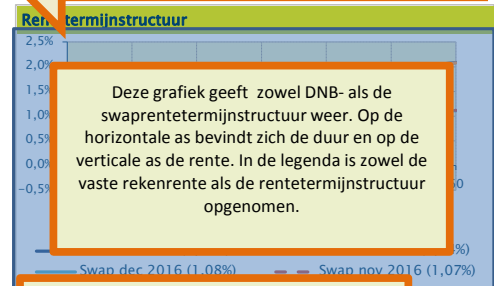 Rentetermijnstructuur
2,5%
2,0%
1,5%
1,0%
0,5%
0,0%
-0,5%
Deze grafiek geeft zowel DNB- als de
swaprentetermijnstructuur weer. Op de
horizontale as bevindt zich de duur en op de
verticale as de rente. In de legenda is zowel de
vaste rekenrente als de rentetermijnstructuur
opgenomen.
Swap dec 2016 (1,08%)
Swap nov 2016 (1,07%)